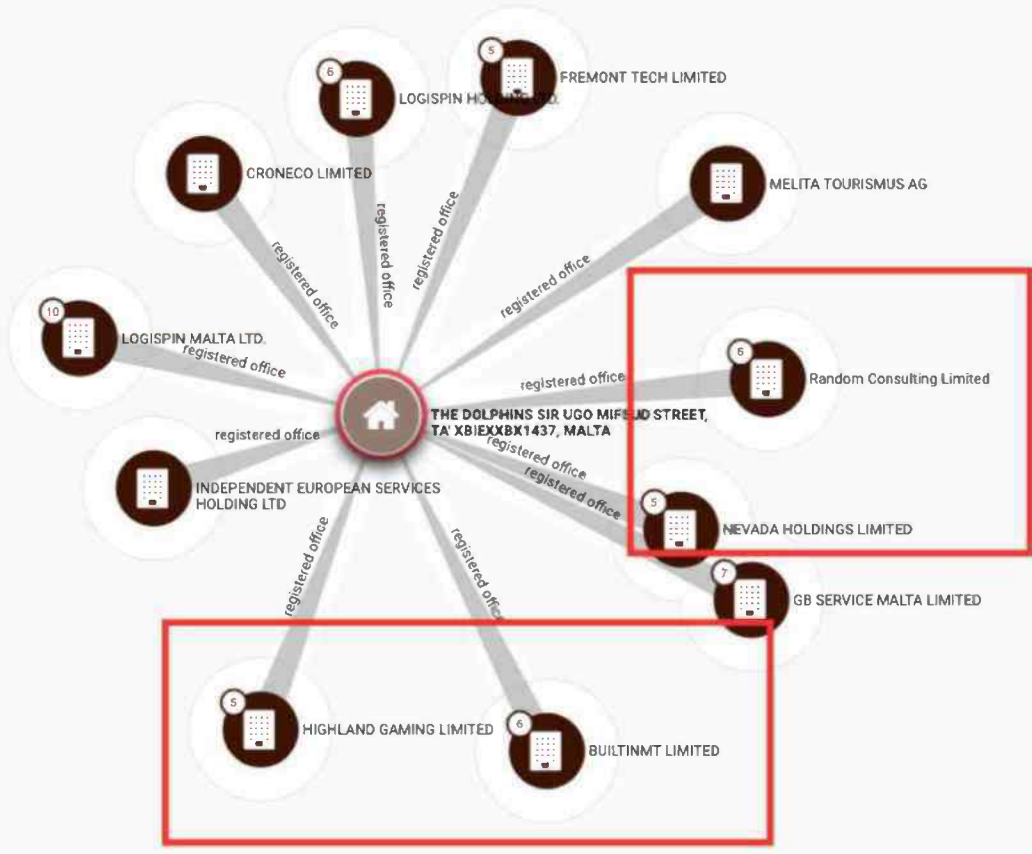 5
FREMONT TECH LIMITED
6
LOGISPIN HOLDING LTD.
CRONECO LIMITED
MELITA TOURISMUS AG
registered office
registered office
registered office
registered office
10
LOGISPIN MALTA LTD.
registered office
6
Random Consulting Limited
registered office
THE DOLPHINS SIR UGO MIFSUD STREET,
TA' XBIEXXBX1437, MALTA
registered office
registered office
registered office
INDEPENDENT EUROPEAN SERVICES
HOLDING LTD
5
NEVADA HOLDINGS LIMITED
7
GB SERVICE MALTA LIMITED
registered office
registered office
5
HIGHLAND GAMING LIMITED
6
BUILTINMT LIMITED